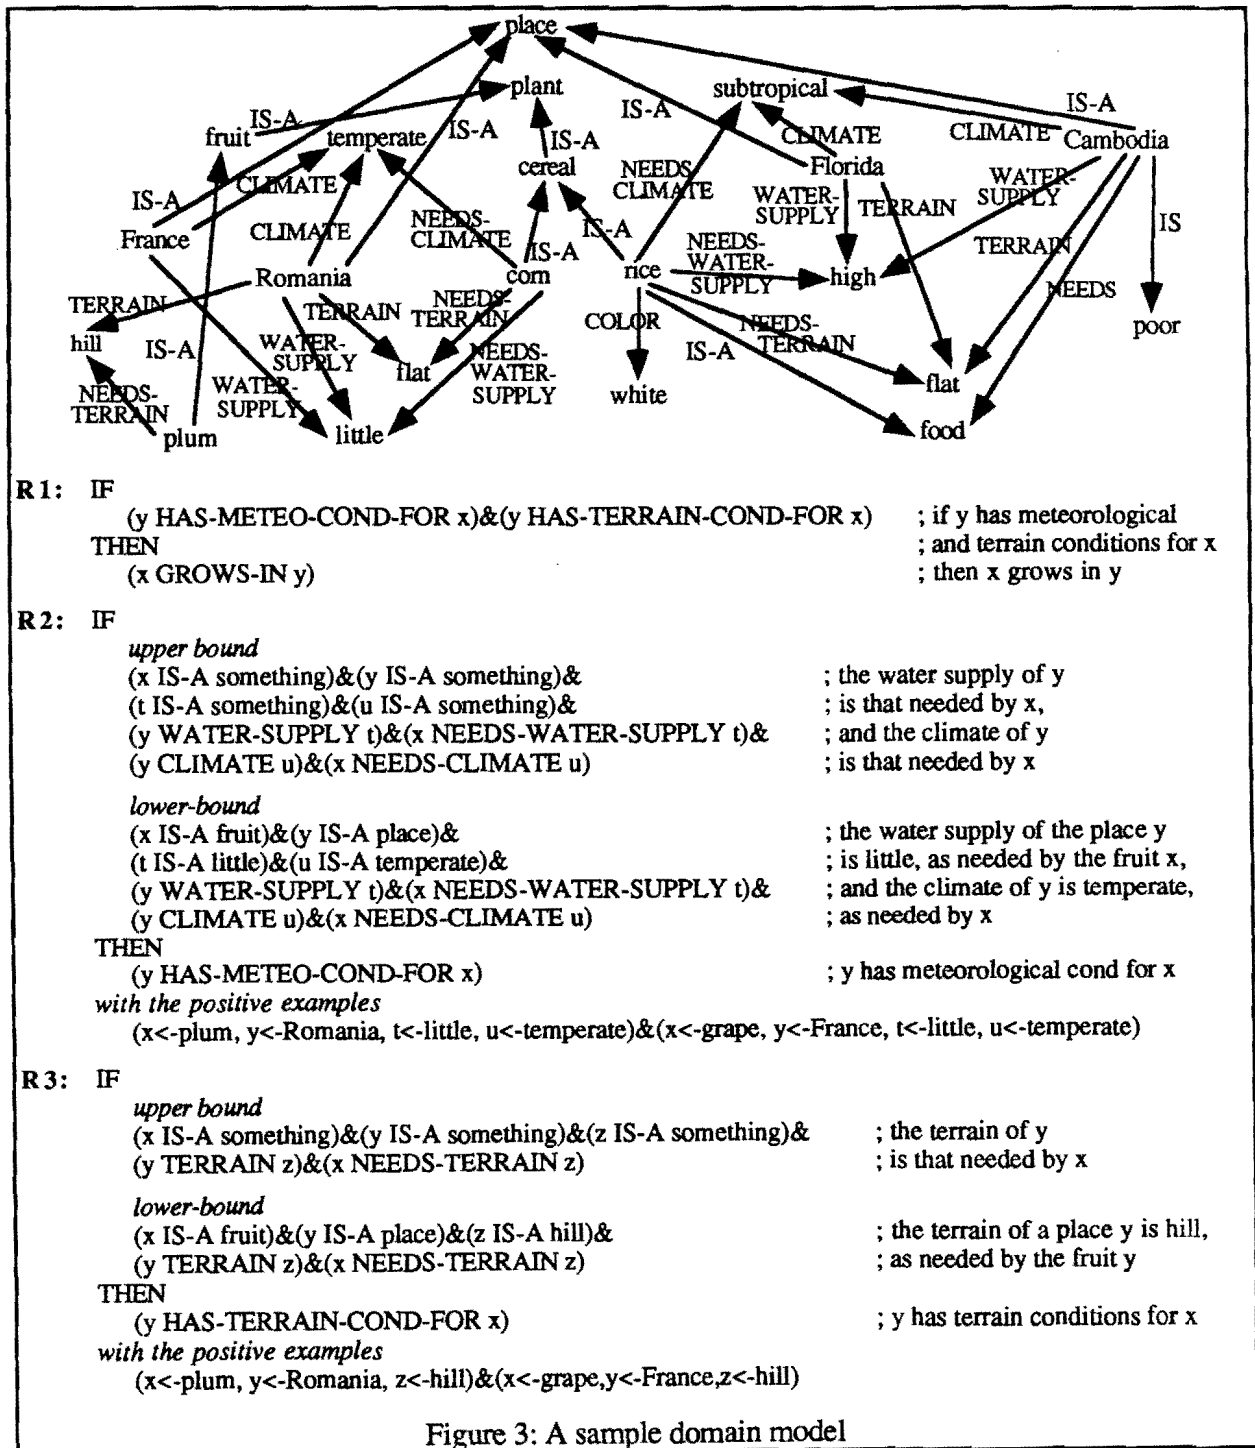 place
plant
subtropical
IS-A
IS-A
IS-A
fruit
temperate
IS-A
IS-A
CLIMATE
CLIMATE
Cambodia
cereal
Florida
CLIMATE
NEEDS-
CLIMATE
WATER-
SUPPLY
WATER-
SUPPLY
IS-A
TERRAIN
France
CLIMATE
NEEDS-
CLIMATE
IS-A
IS-A
NEEDS-
WATER-
SUPPLY
TERRAIN
IS
Romania
corn
rice
high
NEEDS
TERRAIN
TERRAIN
NEEDS-
TERRAIN
COLOR
NEEDS-
TERRAIN
poor
hill
IS-A
WATER-
SUPPLY
flat
NEEDS-
WATER-
SUPPLY
IS-A
white
flat
NEEDS-
TERRAIN
WATER-
SUPPLY
plum
little
food
R1: IF
(y HAS-METEO-COND-FOR x)&(y HAS-TERRAIN-COND-FOR x) ; if y has meteorological
THEN ; and terrain conditions for x
(x GROWS-IN y) ; then x grows in y
R2: IF
upper bound
(x IS-A something)&(y IS-A something)& ; the water supply of y
(t IS-A something)&(u IS-A something)& ; is that needed by x,
(y WATER-SUPPLY t)&(x NEEDS-WATER-SUPPLY t)& ; and the climate of y
(y CLIMATE u)&(x NEEDS-CLIMATE u) ; is that needed by x
lower-bound
(x IS-A fruit)&(y IS-A place)& ; the water supply of the place y
(t IS-A little)&(u IS-A temperate)& ; is little, as needed by the fruit x,
(y WATER-SUPPLY t)&(x NEEDS-WATER-SUPPLY t)& ; and the climate of y is temperate,
(y CLIMATE u)&(x NEEDS-CLIMATE u) ; as needed by x
THEN
(y HAS-METEO-COND-FOR x) ; y has meteorological cond for x
with the positive examples
(x<-plum, y<-Romania, t<-little, u<-temperate)&(x<-grape, y<-France, t<-little, u<-temperate)
R3: IF
upper bound
(x IS-A something)&(y IS-A something)&(z IS-A something)& ; the terrain of y
(y TERRAIN z)&(x NEEDS-TERRAIN z) ; is that needed by x
lower-bound
(x IS-A fruit)&(y IS-A place)&(z IS-A hill)& ; the terrain of a place y is hill,
(y TERRAIN z)&(x NEEDS-TERRAIN z) ; as needed by the fruit y
THEN
(y HAS-TERRAIN-COND-FOR x) ; y has terrain conditions for x
with the positive examples
(x<-plum, y<-Romania, z<-hill)&(x<-grape,y<-France,z<-hill)
Figure 3: A sample domain model